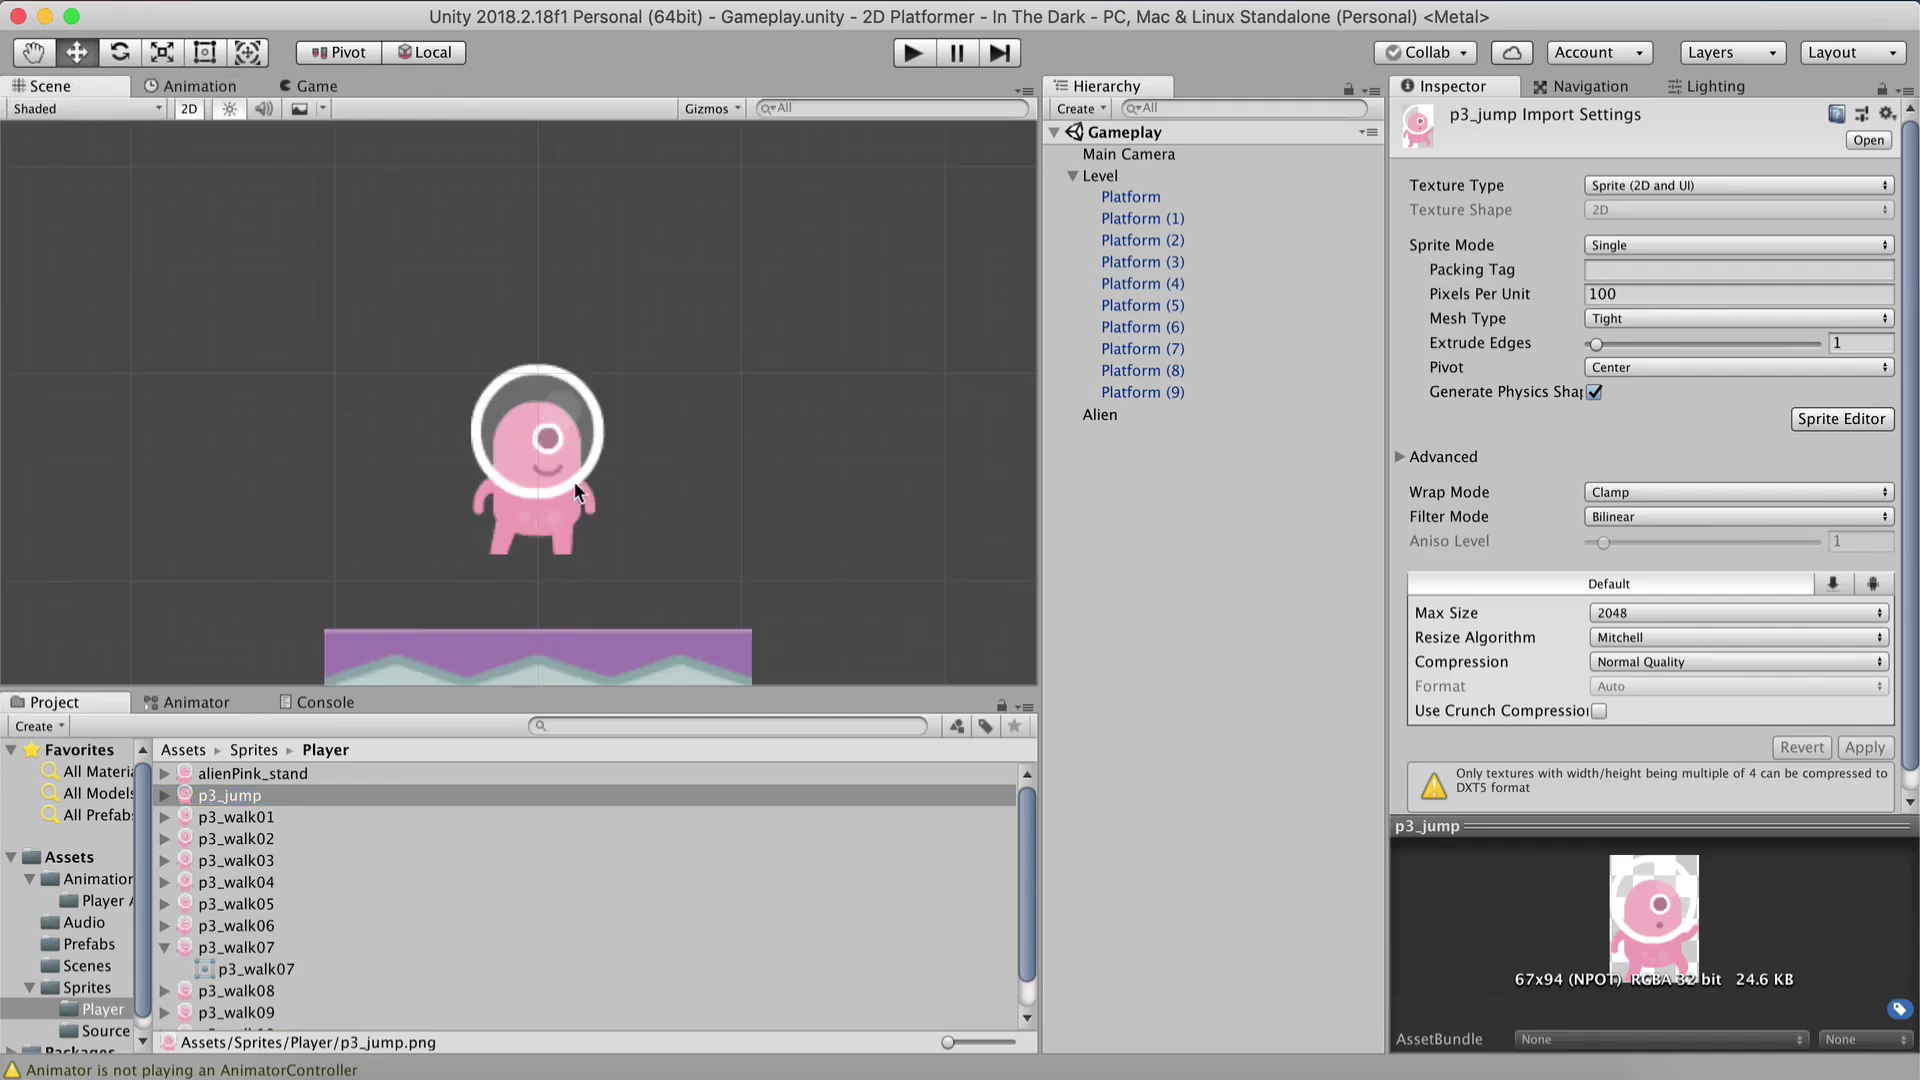 Unity 2018.2.18f1 Personal (64bit) - Gameplay.unity - 2D Platformer - In The Dark - PC, Mac & Linux Standalone (Personal) <Metal>
Pivot Local Collab Account Layers Layout
Scene Animation Game
Shaded 2D Gizmos All
Hierarchy
Create All
Gameplay
Main Camera
Level
Platform
Platform (1)
Platform (2)
Platform (3)
Platform (4)
Platform (5)
Platform (6)
Platform (7)
Platform (8)
Platform (9)
Alien
Inspector Navigation Lighting
p3_jump Import Settings
Open
Texture Type Sprite (2D and UI)
Texture Shape 2D
Sprite Mode Single
Packing Tag
Pixels Per Unit 100
Mesh Type Tight
Extrude Edges 1
Pivot Center
Generate Physics Shap
Sprite Editor
Advanced
Wrap Mode Clamp
Filter Mode Bilinear
Aniso Level 1
Default
Max Size 2048
Resize Algorithm Mitchell
Compression Normal Quality
Format Auto
Use Crunch Compression
Revert Apply
Only textures with width/height being multiple of 4 can be compressed to
DXT5 format
p3_jump
67x94 (NPOT) RGBA 32 bit 24.6 KB
AssetBundle None None
Project Animator Console
Create
Favorites
All Materi
All Models
All Prefabs
Assets
Animation
Player A
Audio
Prefabs
Scenes
Sprites
Player
Source
Packages
Assets Sprites Player
alienPink_stand
p3_jump
p3_walk01
p3_walk02
p3_walk03
p3_walk04
p3_walk05
p3_walk06
p3_walk07
p3_walk07
p3_walk08
p3_walk09
Assets/Sprites/Player/p3_jump.png
Animator is not playing an AnimatorController